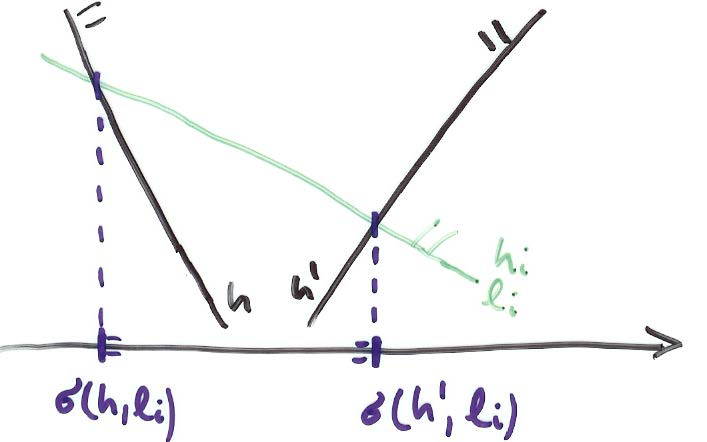 h
h'
hi
li
σ(h,li)
σ(h',li)